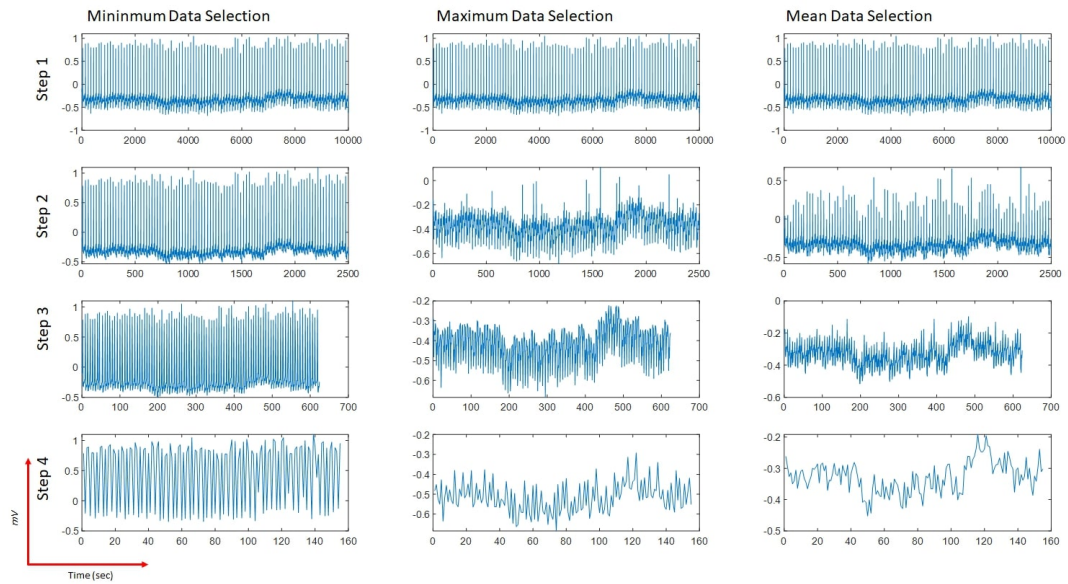 Mininmum Data Selection
Maximum Data Selection
Mean Data Selection
Step 1
1
0.5
0
-0.5
-1
0 2000 4000 6000 8000 10000
1
0.5
0
-0.5
-1
0 2000 4000 6000 8000 10000
1
0.5
0
-0.5
-1
0 2000 4000 6000 8000 10000
Step 2
1
0.5
0
-0.5
0 500 1000 1500 2000 2500
0
-0.2
-0.4
-0.6
0 500 1000 1500 2000 2500
0.5
0
-0.5
0 500 1000 1500 2000 2500
Step 3
1
0.5
0
-0.5
0 100 200 300 400 500 600 700
-0.2
-0.3
-0.4
-0.5
-0.6
0 100 200 300 400 500 600 700
0
-0.2
-0.4
-0.6
0 100 200 300 400 500 600 700
Step 4
1
0.5
0
-0.5
0 20 40 60 80 100 120 140 160
-0.2
-0.3
-0.4
-0.5
-0.6
0 20 40 60 80 100 120 140 160
-0.2
-0.3
-0.4
-0.5
0 20 40 60 80 100 120 140 160
mV
Time (sec)